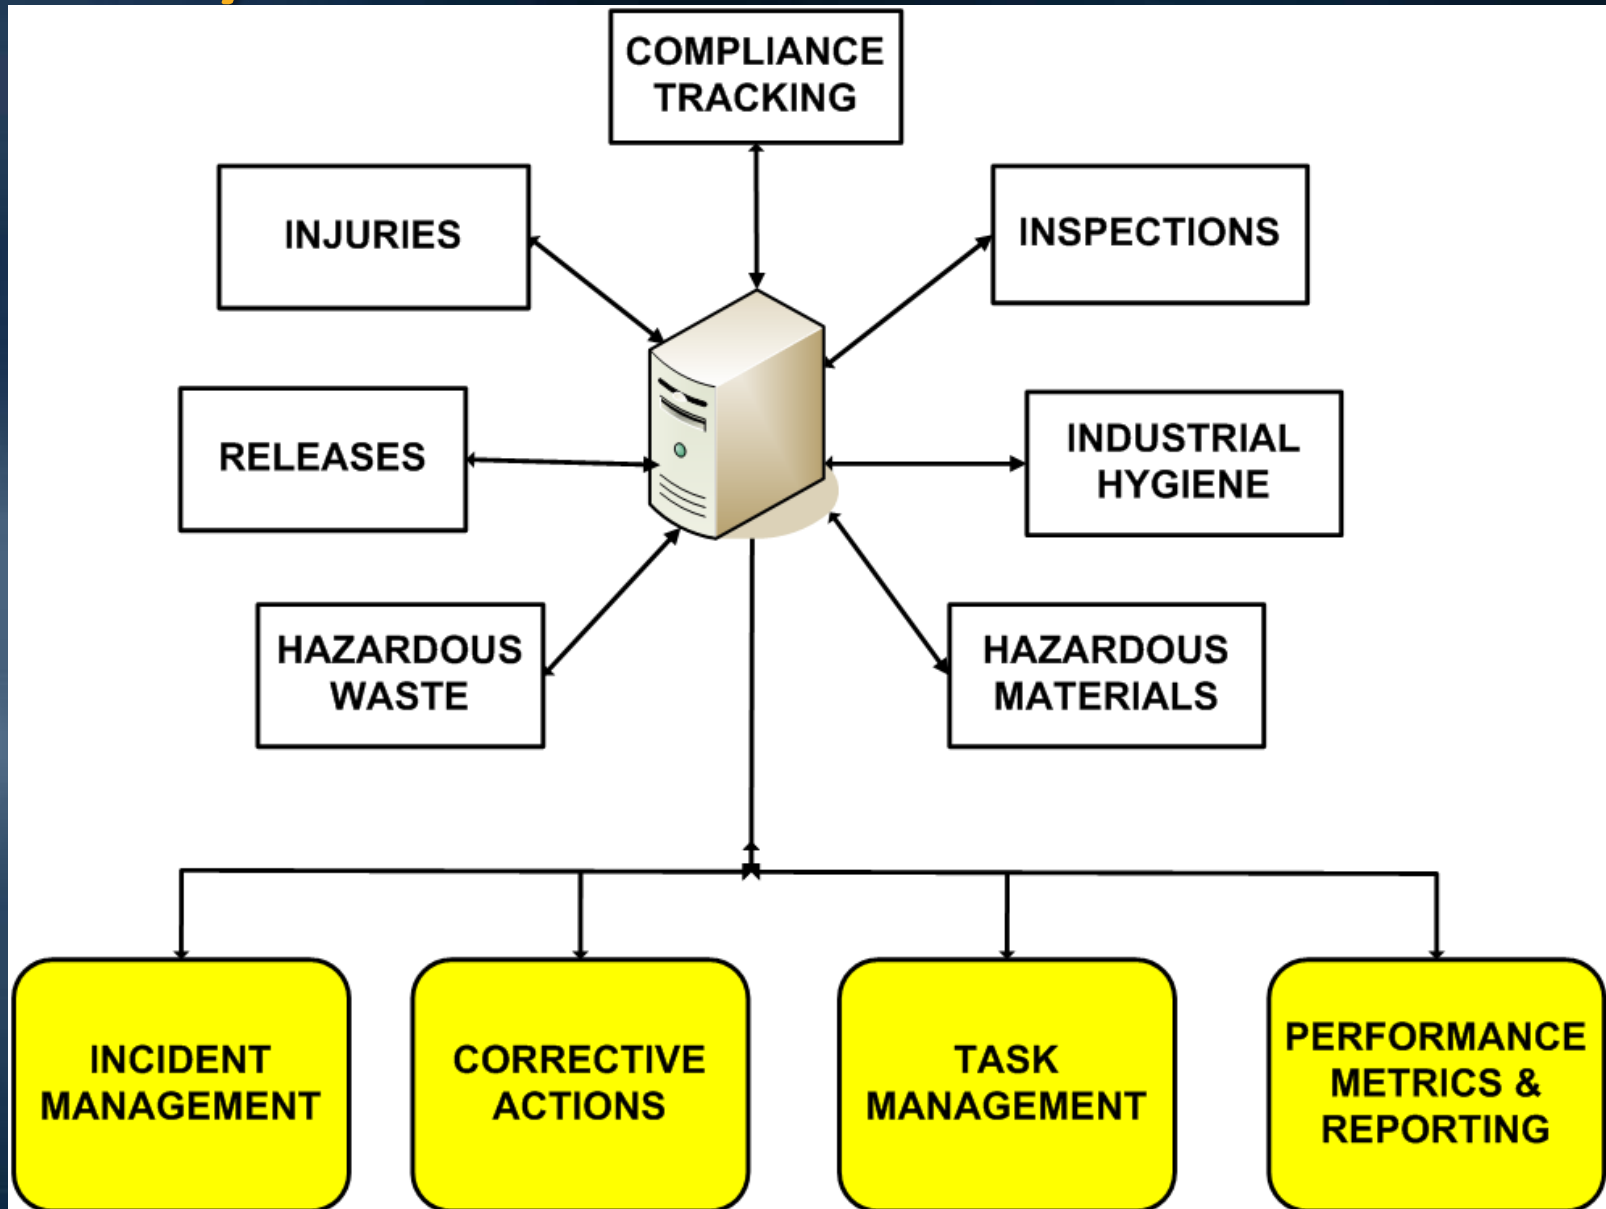 COMPLIANCE
TRACKING
INJURIES
INSPECTIONS
RELEASES
INDUSTRIAL
HYGIENE
HAZARDOUS
WASTE
HAZARDOUS
MATERIALS
INCIDENT
MANAGEMENT
CORRECTIVE
ACTIONS
TASK
MANAGEMENT
PERFORMANCE
METRICS &
REPORTING